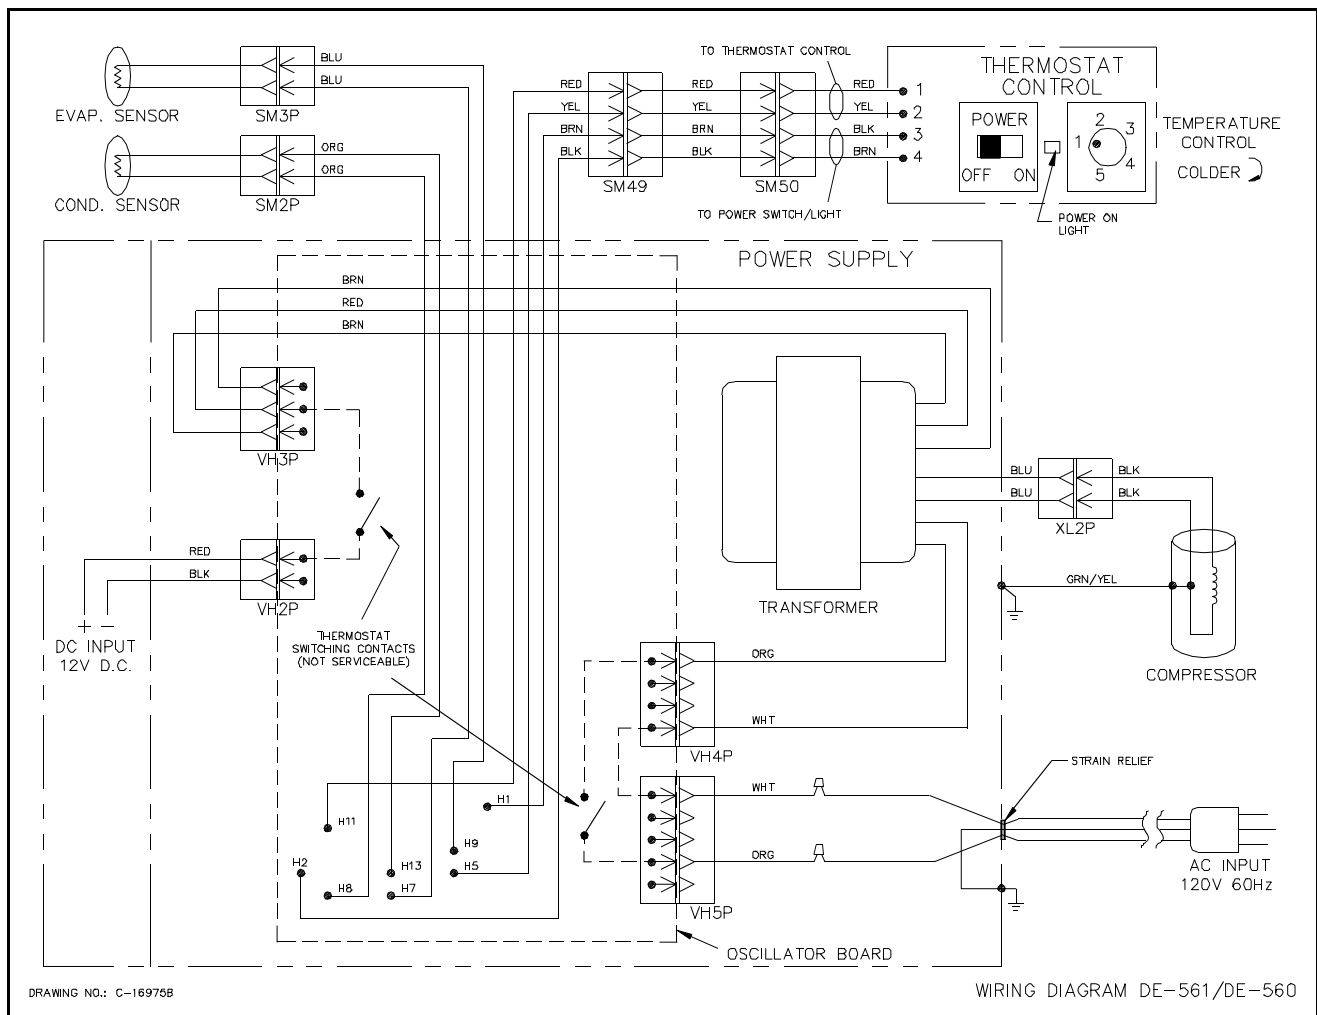 BLU
BLU
EVAP. SENSOR
SM3P
ORG
ORG
COND. SENSOR
SM2P
TO THERMOSTAT CONTROL
RED
YEL
BRN
BLK
SM49
RED
YEL
BRN
BLK
SM50
RED
YEL
BLK
BRN
1
2
3
4
TO POWER SWITCH/LIGHT
THERMOSTAT
CONTROL
POWER
OFF ON
1
2
3
4
5
POWER ON
LIGHT
TEMPERATURE
CONTROL
COLDER
POWER SUPPLY
BRN
RED
BRN
VH3P
RED
BLK
VH2P
+ −
DC INPUT
12V D.C.
THERMOSTAT
SWITCHING CONTACTS
(NOT SERVICEABLE)
TRANSFORMER
BLU
BLU
BLK
BLK
XL2P
GRN/YEL
COMPRESSOR
ORG
WHT
VH4P
WHT
ORG
VH5P
STRAIN RELIEF
AC INPUT
120V 60Hz
H1
H11
H9
H2
H13
H5
H8
H7
OSCILLATOR BOARD
DRAWING NO.: C-16975B
WIRING DIAGRAM DE-561/DE-560